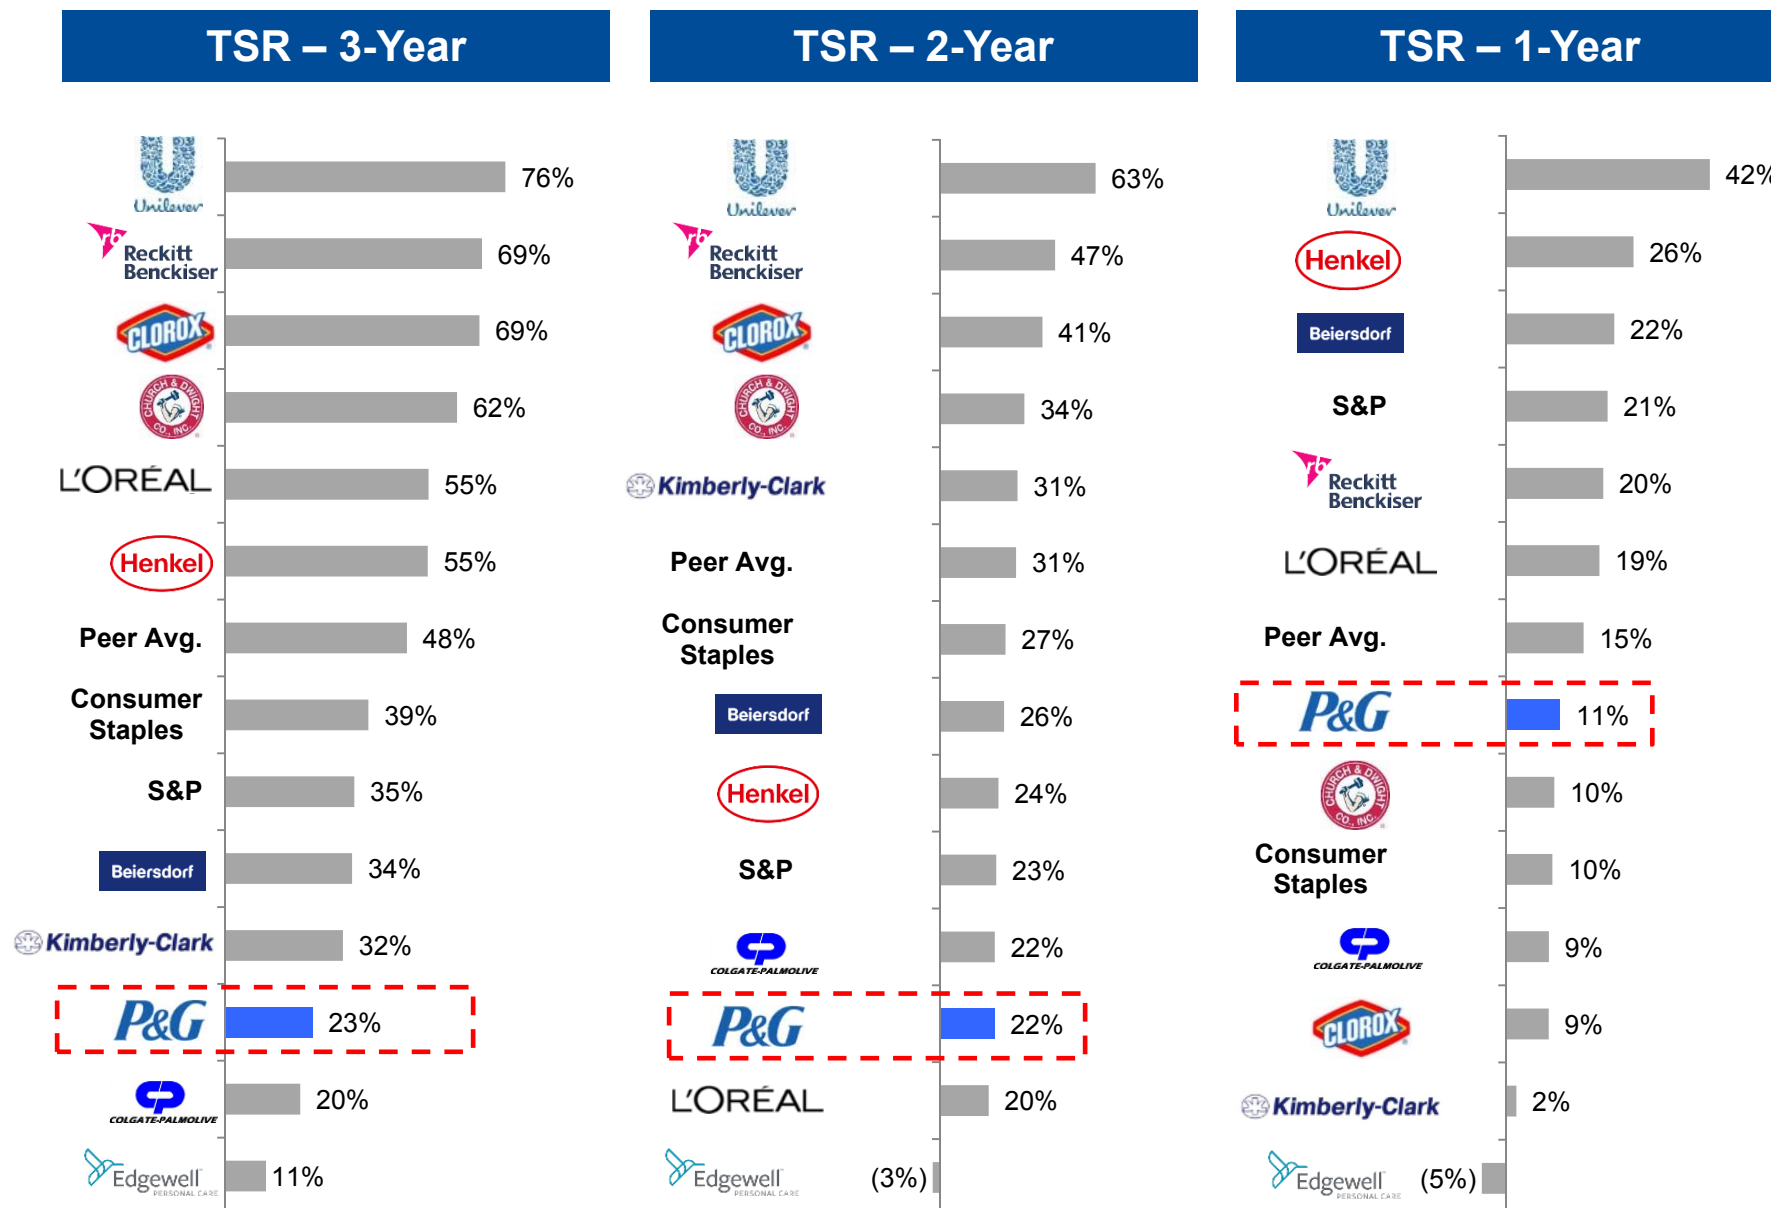 TSR – 3-Year
Unilever
76%
rb
Reckitt
Benckiser
69%
CLOROX
69%
CHURCH & DWIGHT
CO., INC.
62%
L'ORÉAL
55%
Henkel
55%
Peer Avg.
48%
Consumer
Staples
39%
S&P
35%
Beiersdorf
34%
Kimberly-Clark
32%
P&G
23%
COLGATE-PALMOLIVE
20%
Edgewell
PERSONAL CARE
11%
TSR – 2-Year
Unilever
63%
rb
Reckitt
Benckiser
47%
CLOROX
41%
CHURCH & DWIGHT
CO., INC.
34%
Kimberly-Clark
31%
Peer Avg.
31%
Consumer
Staples
27%
Beiersdorf
26%
Henkel
24%
S&P
23%
COLGATE-PALMOLIVE
22%
P&G
22%
L'ORÉAL
20%
Edgewell
PERSONAL CARE
(3%)
TSR – 1-Year
Unilever
42%
Henkel
26%
Beiersdorf
22%
S&P
21%
rb
Reckitt
Benckiser
20%
L'ORÉAL
19%
Peer Avg.
15%
P&G
11%
CHURCH & DWIGHT
CO., INC.
10%
Consumer
Staples
10%
COLGATE-PALMOLIVE
9%
CLOROX
9%
Kimberly-Clark
2%
Edgewell
PERSONAL CARE
(5%)